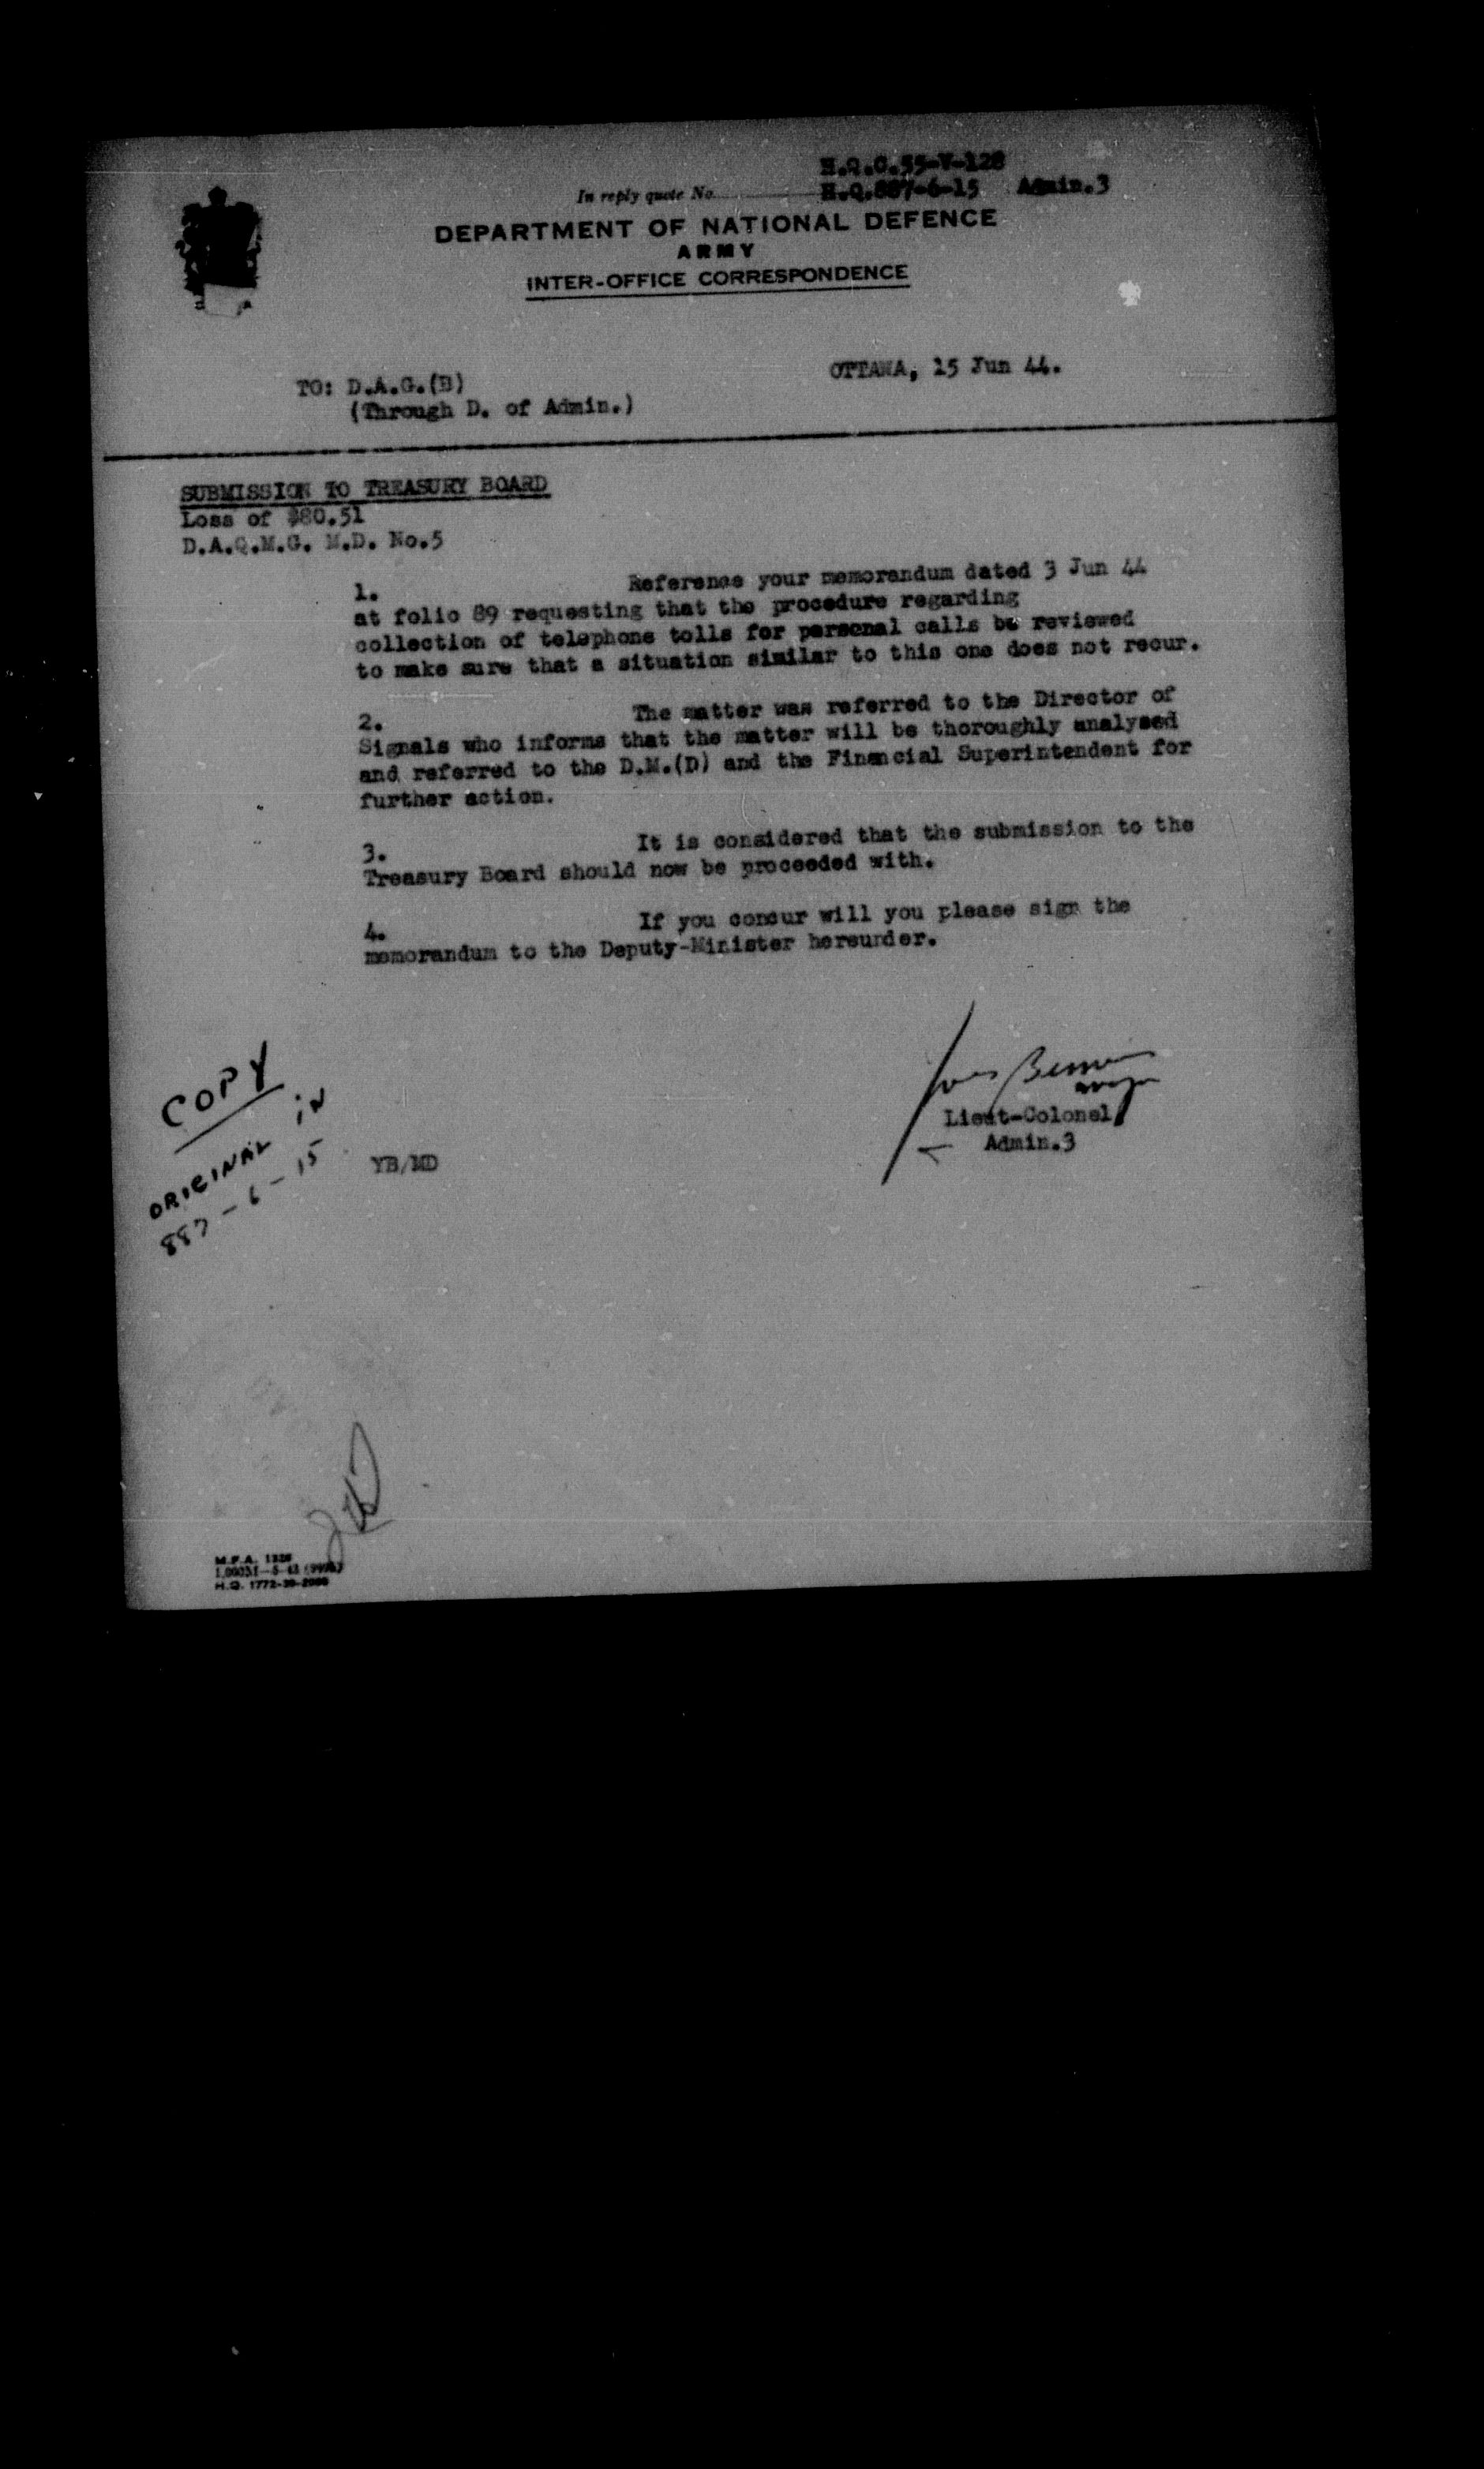 H.Q.C.55-V-128
In reply quote No. H.Q.887-6-15 Admin.3
DEPARTMENT OF NATIONAL DEFENCE
ARMY
INTER-OFFICE CORRESPONDENCE
OTTAWA, 15 Jun 44.
TO: D.A.G.(B)
(Through D. of Admin.)
SUBMISSION TO TREASURY BOARD
Loss of $80.51
D.A.Q.M.G. M.D. No.5
1. Reference your memorandum dated 3 Jun 44
at folio 89 requesting that the procedure regarding
collection of telephone tolls for personal calls be reviewed
to make sure that a situation similar to this one does not recur.
2. The matter was referred to the Director of
Signals who informs that the matter will be thoroughly analysed
and referred to the D.M.(D) and the Financial Superintendent for
further action.
3. It is considered that the submission to the
Treasury Board should now be proceeded with.
4. If you concur will you please sign the
memorandum to the Deputy-Minister hereunder.
Lieut-Colonel
Admin.3
COPY
ORIGINAL IN
887-6-15
YB/MD
M.F.A.
H.Q. 1772-39-